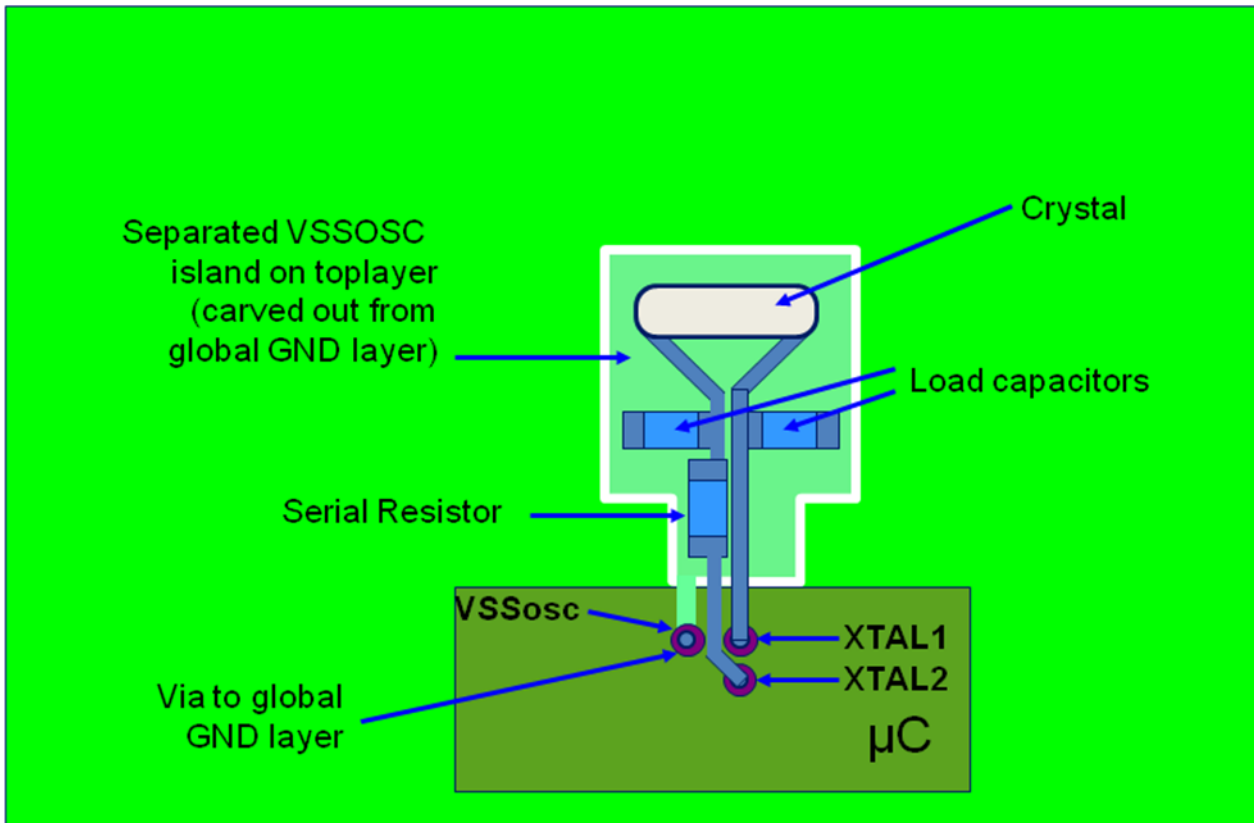 Crystal
Separated VSSOSC
island on toplayer
(carved out from
global GND layer)
Load capacitors
Serial Resistor
VSSosc
XTAL1
XTAL2
Via to global
GND layer
µC